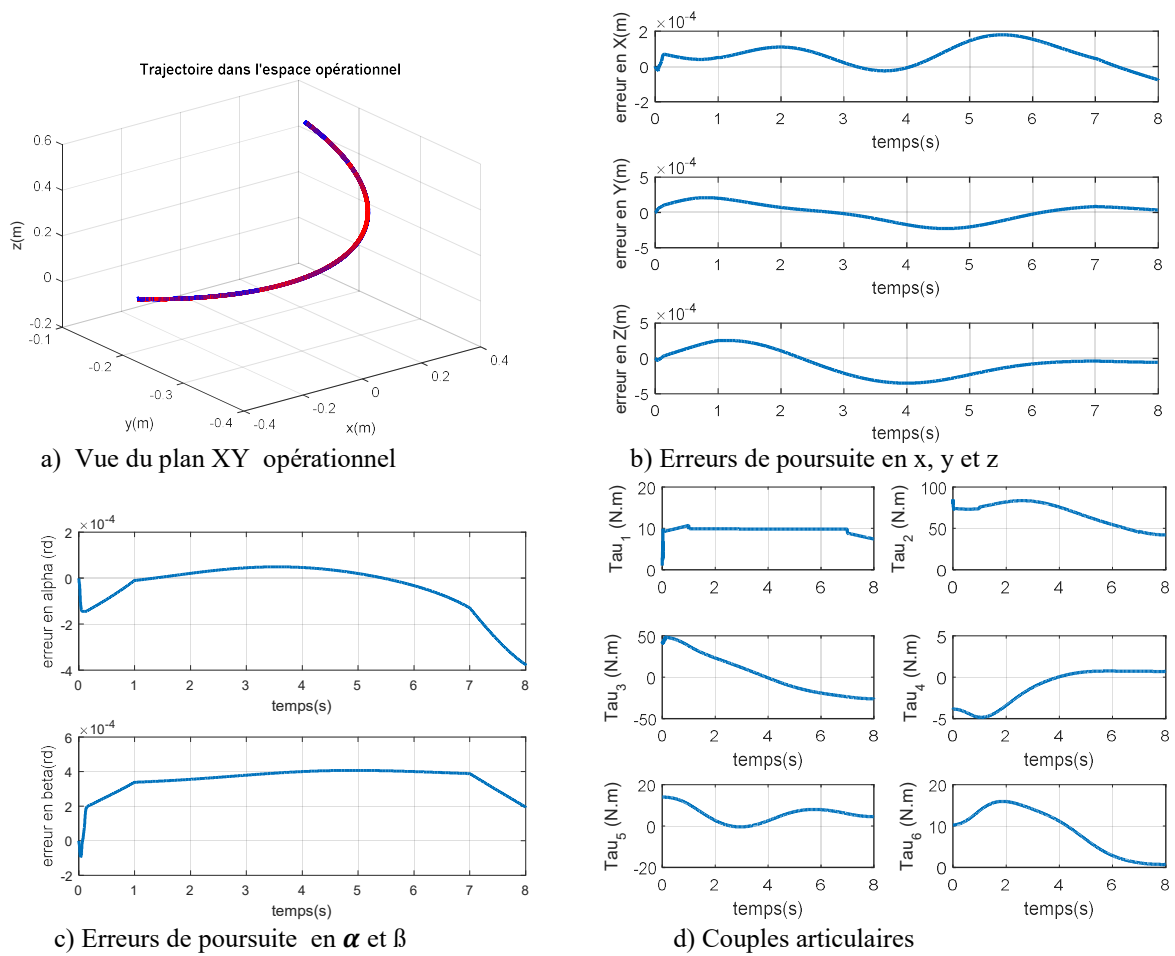 Trajectoire dans l'espace opérationnel
0.6
0.4
0.2
0
-0.2
z(m)
-0.1
-0.2
-0.3
-0.4
y(m)
-0.4
-0.2
0
0.2
0.4
x(m)
a) Vue du plan XY opérationnel
×10⁻⁴
2
0
-2
erreur en X(m)
0 1 2 3 4 5 6 7 8
temps(s)
×10⁻⁴
5
0
-5
erreur en Y(m)
0 1 2 3 4 5 6 7 8
temps(s)
×10⁻⁴
5
0
-5
erreur en Z(m)
0 1 2 3 4 5 6 7 8
temps(s)
b) Erreurs de poursuite en x, y et z
×10⁻⁴
2
0
-2
-4
erreur en alpha (rd)
0 1 2 3 4 5 6 7 8
temps(s)
×10⁻⁴
6
4
2
0
-2
erreur en beta(rd)
0 1 2 3 4 5 6 7 8
temps(s)
c) Erreurs de poursuite en α et ß
20
10
0
Tau₁ (N.m)
0 2 4 6 8
100
50
0
Tau₂ (N.m)
0 2 4 6 8
50
0
-50
Tau₃ (N.m)
0 2 4 6 8
temps(s)
5
0
-5
Tau₄ (N.m)
0 2 4 6 8
temps(s)
20
0
-20
Tau₅ (N.m)
0 2 4 6 8
temps(s)
20
10
0
Tau₆ (N.m)
0 2 4 6 8
temps(s)
d) Couples articulaires